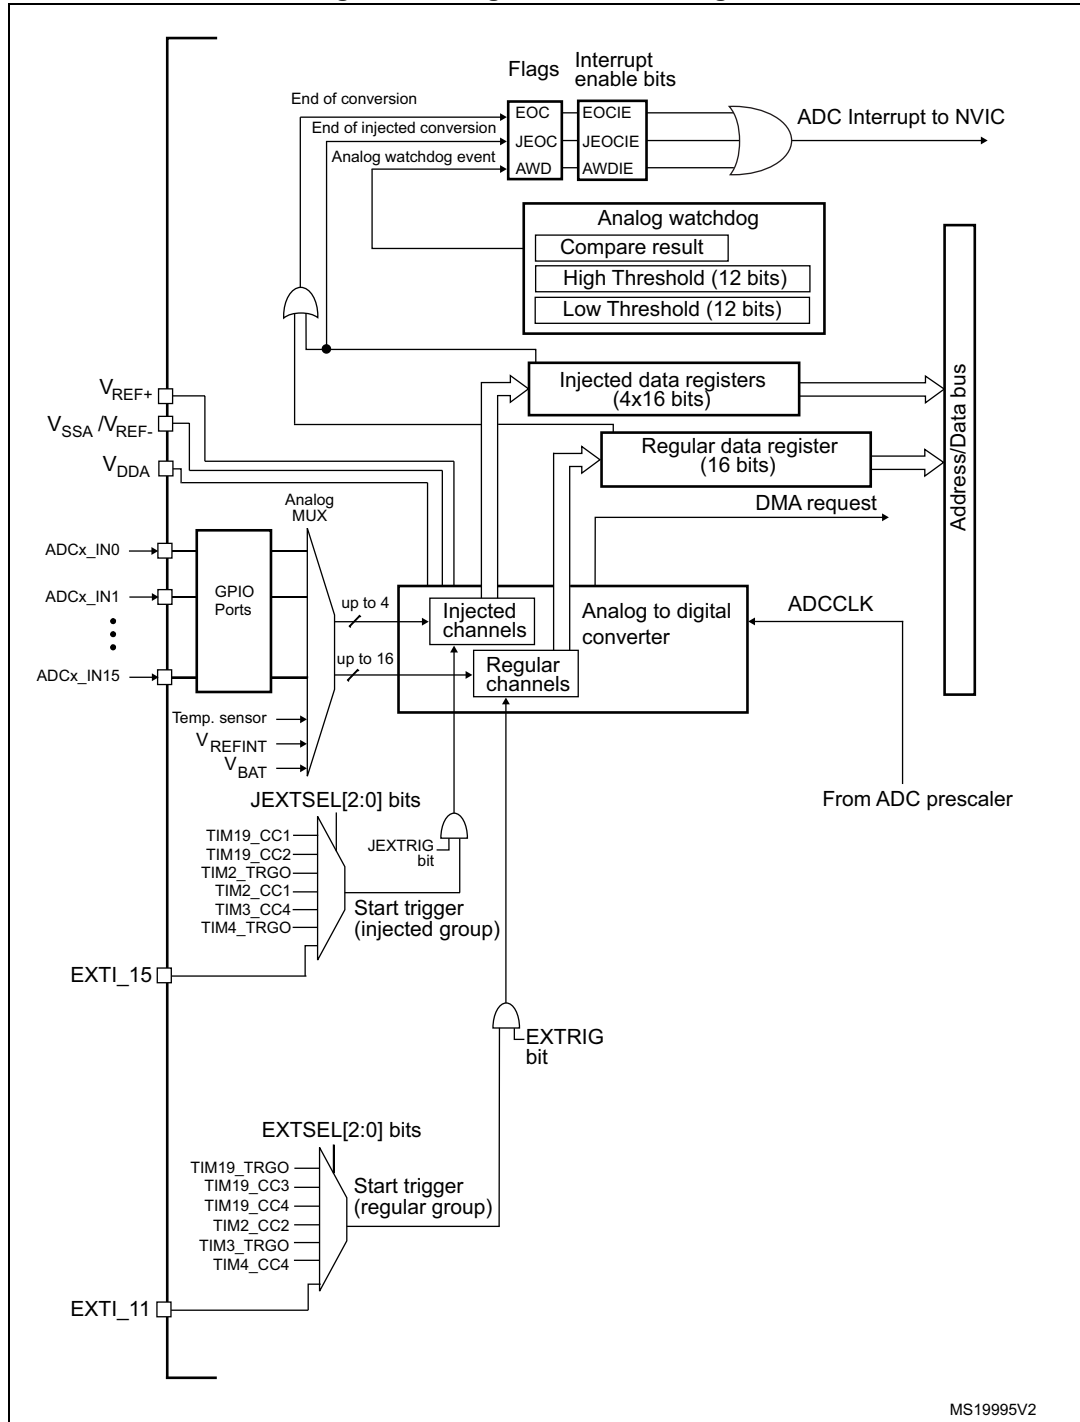 Flags
Interrupt
enable bits
End of conversion
EOC
EOCIE
ADC Interrupt to NVIC
End of injected conversion
JEOC
JEOCIE
Analog watchdog event
AWD
AWDIE
Analog watchdog
Compare result
High Threshold (12 bits)
Low Threshold (12 bits)
Injected data registers
(4x16 bits)
Regular data register
(16 bits)
DMA request
Address/Data bus
VREF+
VSSA /VREF-
VDDA
Analog
MUX
ADCx_IN0
ADCx_IN1
ADCx_IN15
GPIO
Ports
up to 4
up to 16
Injected
channels
Regular
channels
Analog to digital
converter
ADCCLK
From ADC prescaler
Temp. sensor
VREFINT
VBAT
JEXTSEL[2:0] bits
TIM19_CC1
TIM19_CC2
TIM2_TRGO
TIM2_CC1
TIM3_CC4
TIM4_TRGO
JEXTRIG
bit
Start trigger
(injected group)
EXTI_15
EXTRIG
bit
EXTSEL[2:0] bits
TIM19_TRGO
TIM19_CC3
TIM19_CC4
TIM2_CC2
TIM3_TRGO
TIM4_CC4
Start trigger
(regular group)
EXTI_11
MS19995V2